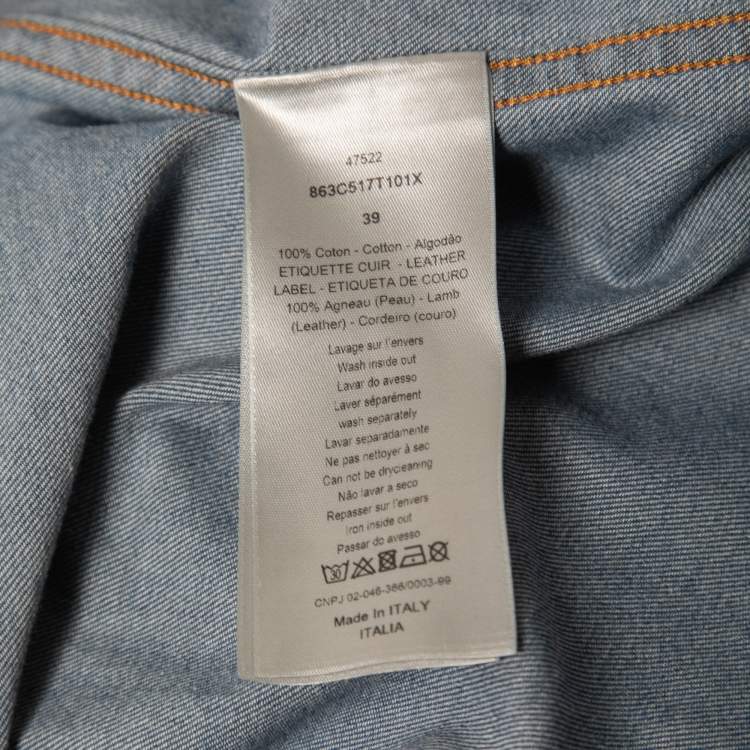 47522
863C517T101X
39
100% Coton - Cotton - Algodão
ETIQUETTE CUIR - LEATHER
LABEL - ETIQUETA DE COURO
100% Agneau (Peau) - Lamb
(Leather) - Cordeiro (couro)
Lavage sur l'envers
Wash inside out
Lavar do avesso
Laver séparément
wash separately
Lavar separadamente
Ne pas nettoyer à sec
Can not be drycleaning
Não lavar a seco
Repasser sur l'envers
Iron inside out
Passar do avesso
30
CNPJ 02-046-386/0003-99
Made in ITALY
ITALIA